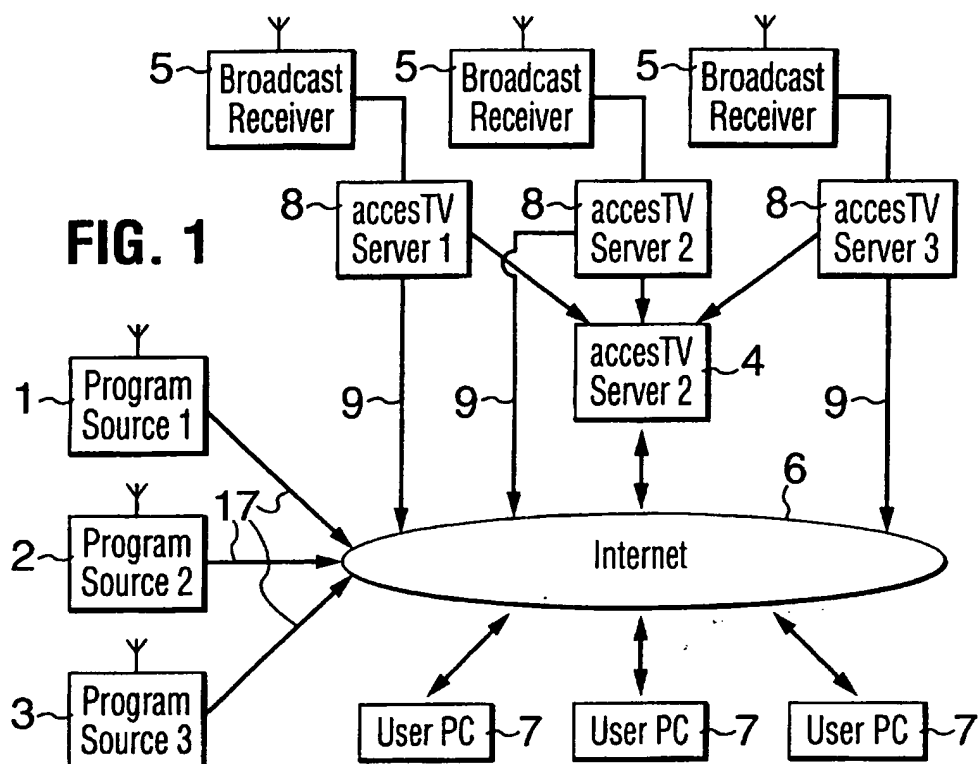 5 Broadcast Receiver
5 Broadcast Receiver
5 Broadcast Receiver
8 accesTV Server 1
8 accesTV Server 2
8 accesTV Server 3
FIG. 1
accesTV Server 2 4
9
9
9
1 Program Source 1
17
2 Program Source 2
3 Program Source 3
6
Internet
User PC 7
User PC 7
User PC 7